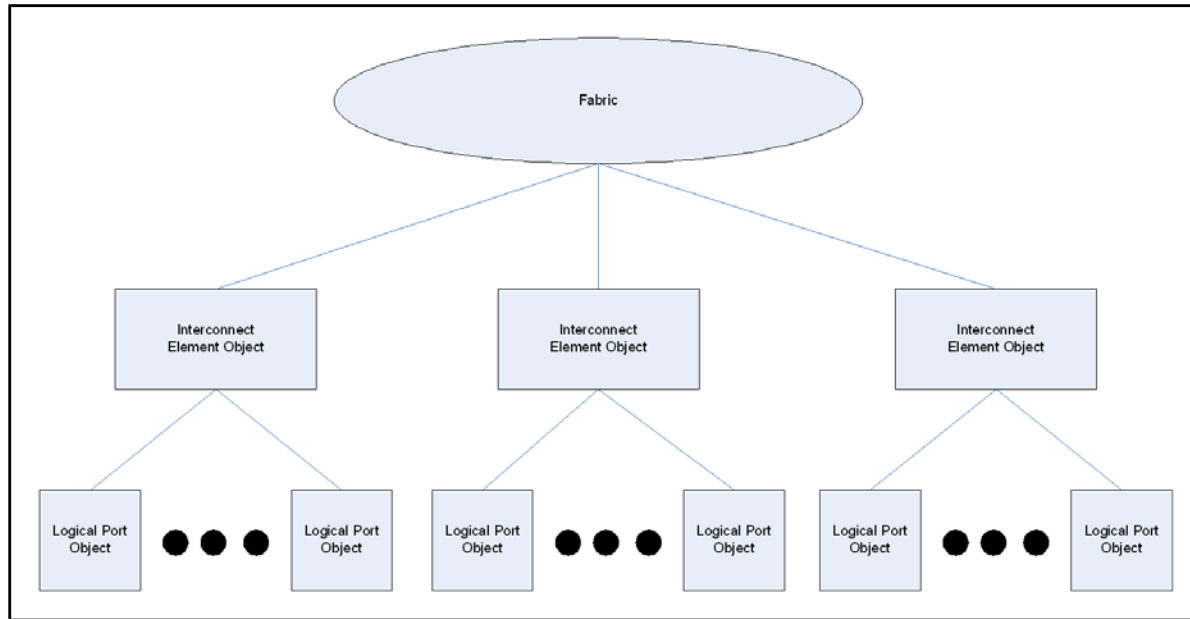 Fabric
Interconnect
Element Object
Interconnect
Element Object
Interconnect
Element Object
Logical Port
Object
Logical Port
Object
Logical Port
Object
Logical Port
Object
Logical Port
Object
Logical Port
Object